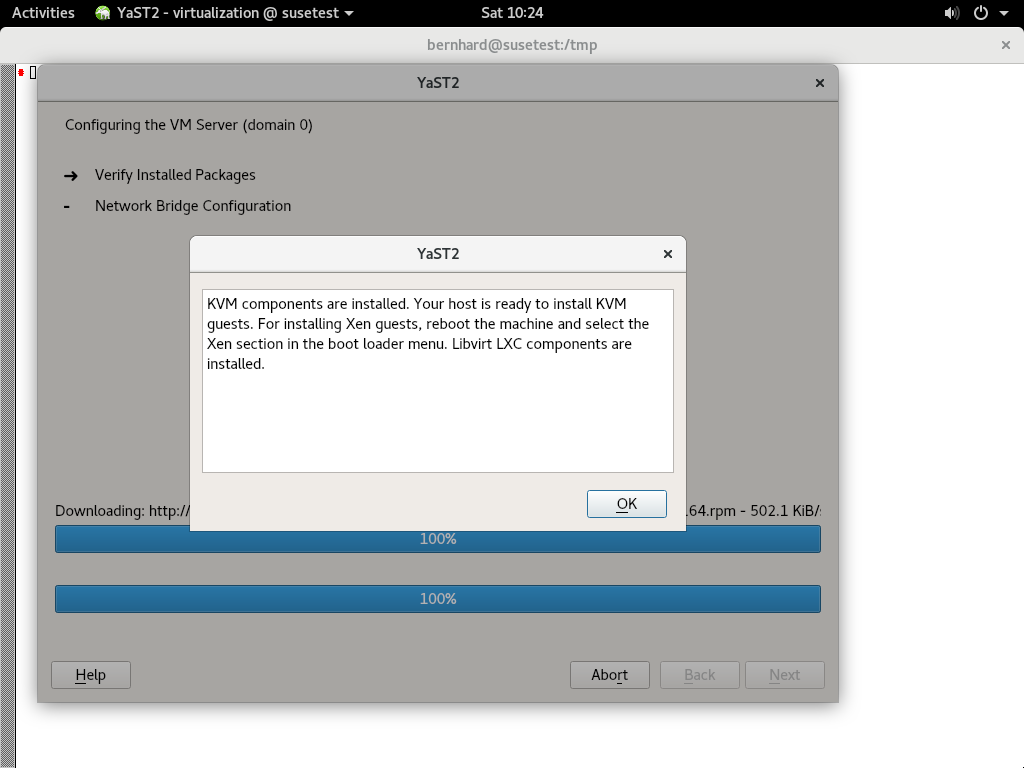 Activities YaST2 - virtualization @ susetest Sat 10:24
bernhard@susetest:/tmp
YaST2
Configuring the VM Server (domain 0)
➔ Verify Installed Packages
- Network Bridge Configuration
YaST2
KVM components are installed. Your host is ready to install KVM
guests. For installing Xen guests, reboot the machine and select the
Xen section in the boot loader menu. Libvirt LXC components are
installed.
OK
Downloading: http:// .64.rpm - 502.1 KiB/
100%
100%
Help Abort Back Next